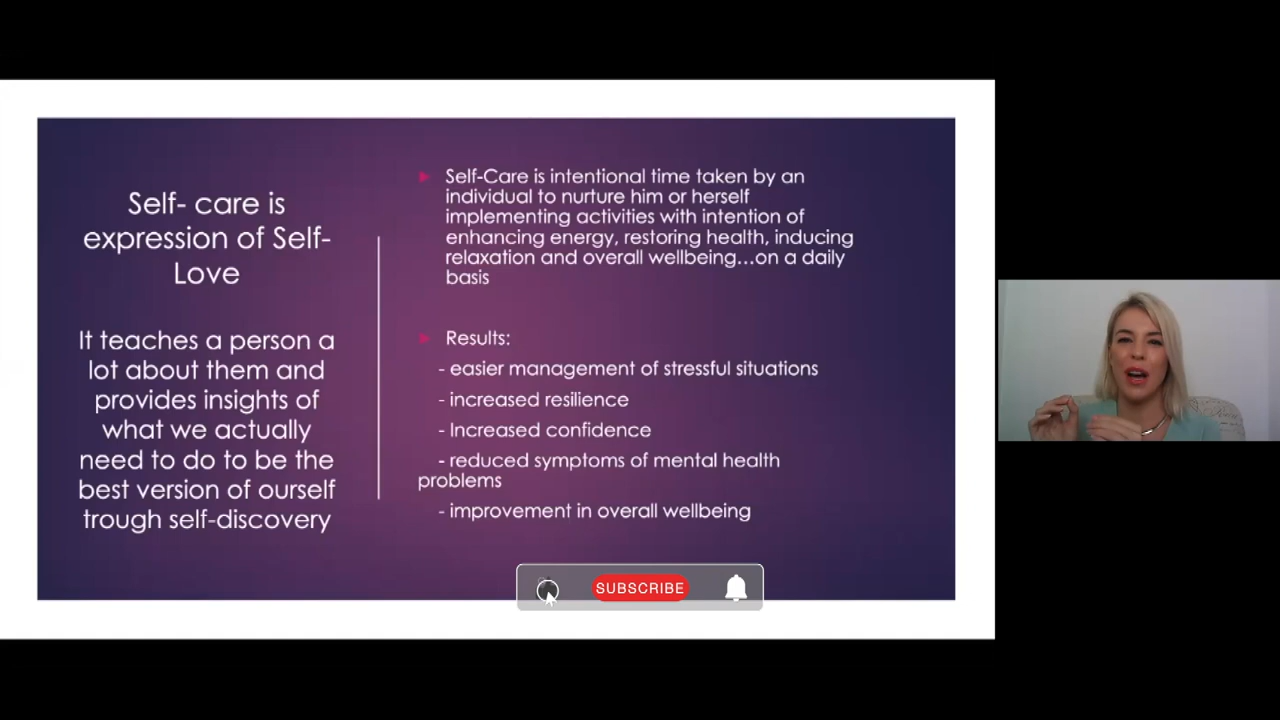 Self- care is
expression of Self-
Love
It teaches a person a
lot about them and
provides insights of
what we actually
need to do to be the
best version of ourself
trough self-discovery
Self-Care is intentional time taken by an
individual to nurture him or herself
implementing activities with intention of
enhancing energy, restoring health, inducing
relaxation and overall wellbeing...on a daily
basis
Results:
- easier management of stressful situations
- increased resilience
- Increased confidence
- reduced symptoms of mental health
problems
- improvement in overall wellbeing
SUBSCRIBE